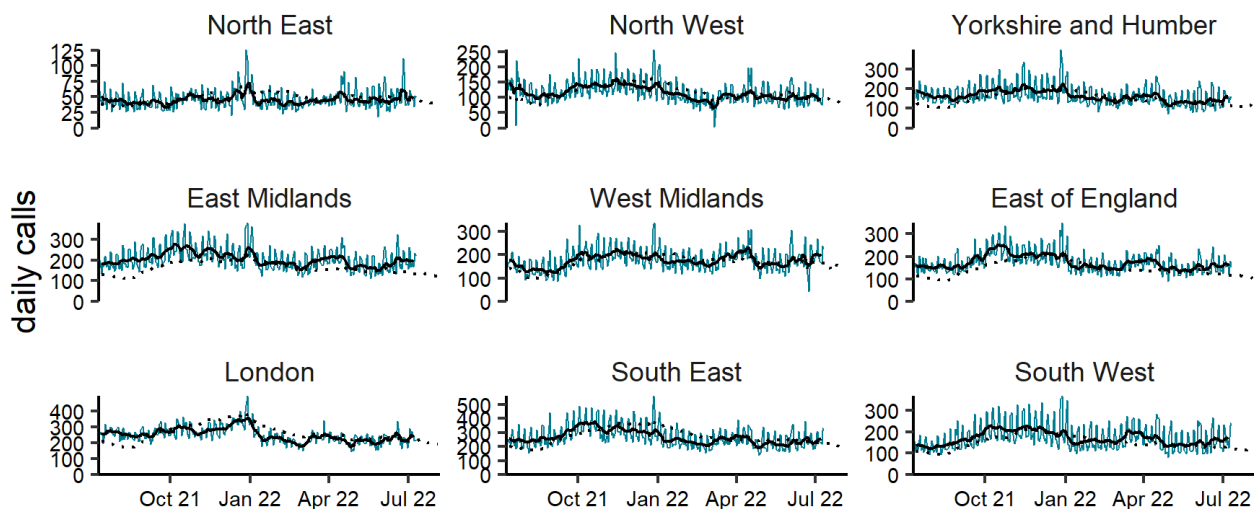 North East North West Yorkshire and Humber
125 250
100 200 300
75 150 200
50 100 100
25 50
0 0 0
daily calls
East Midlands West Midlands East of England
300 300 300
200 200 200
100 100 100
0 0 0
London South East South West
400 500 300
300 400 200
200 300 100
100 200 0
0 100
0
Oct 21 Jan 22 Apr 22 Jul 22 Oct 21 Jan 22 Apr 22 Jul 22 Oct 21 Jan 22 Apr 22 Jul 22